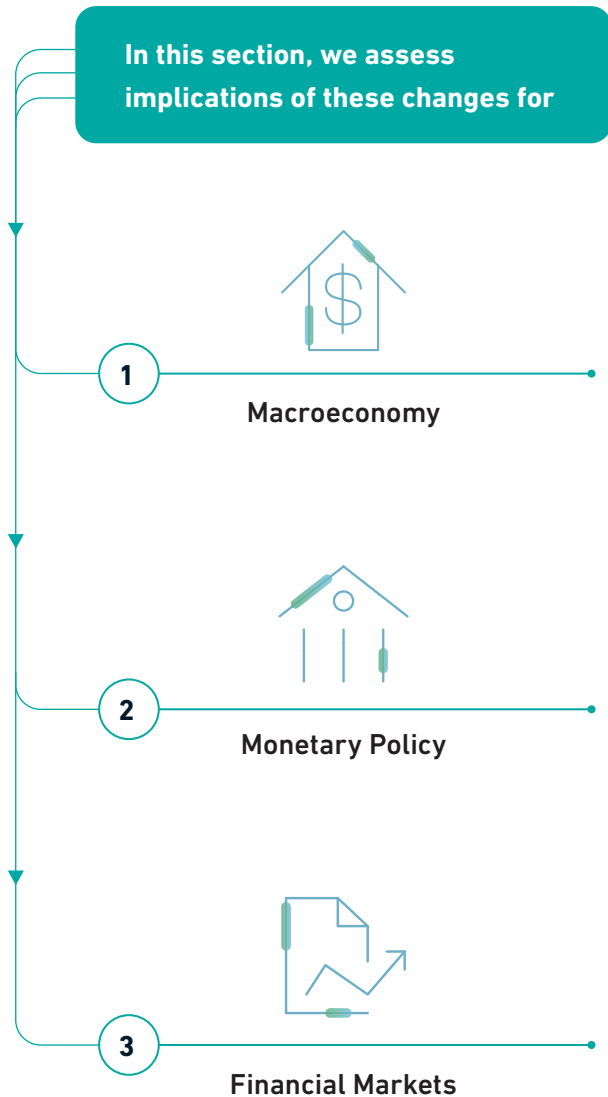 In this section, we assess
implications of these changes for
$
1
Macroeconomy
2
Monetary Policy
3
Financial Markets